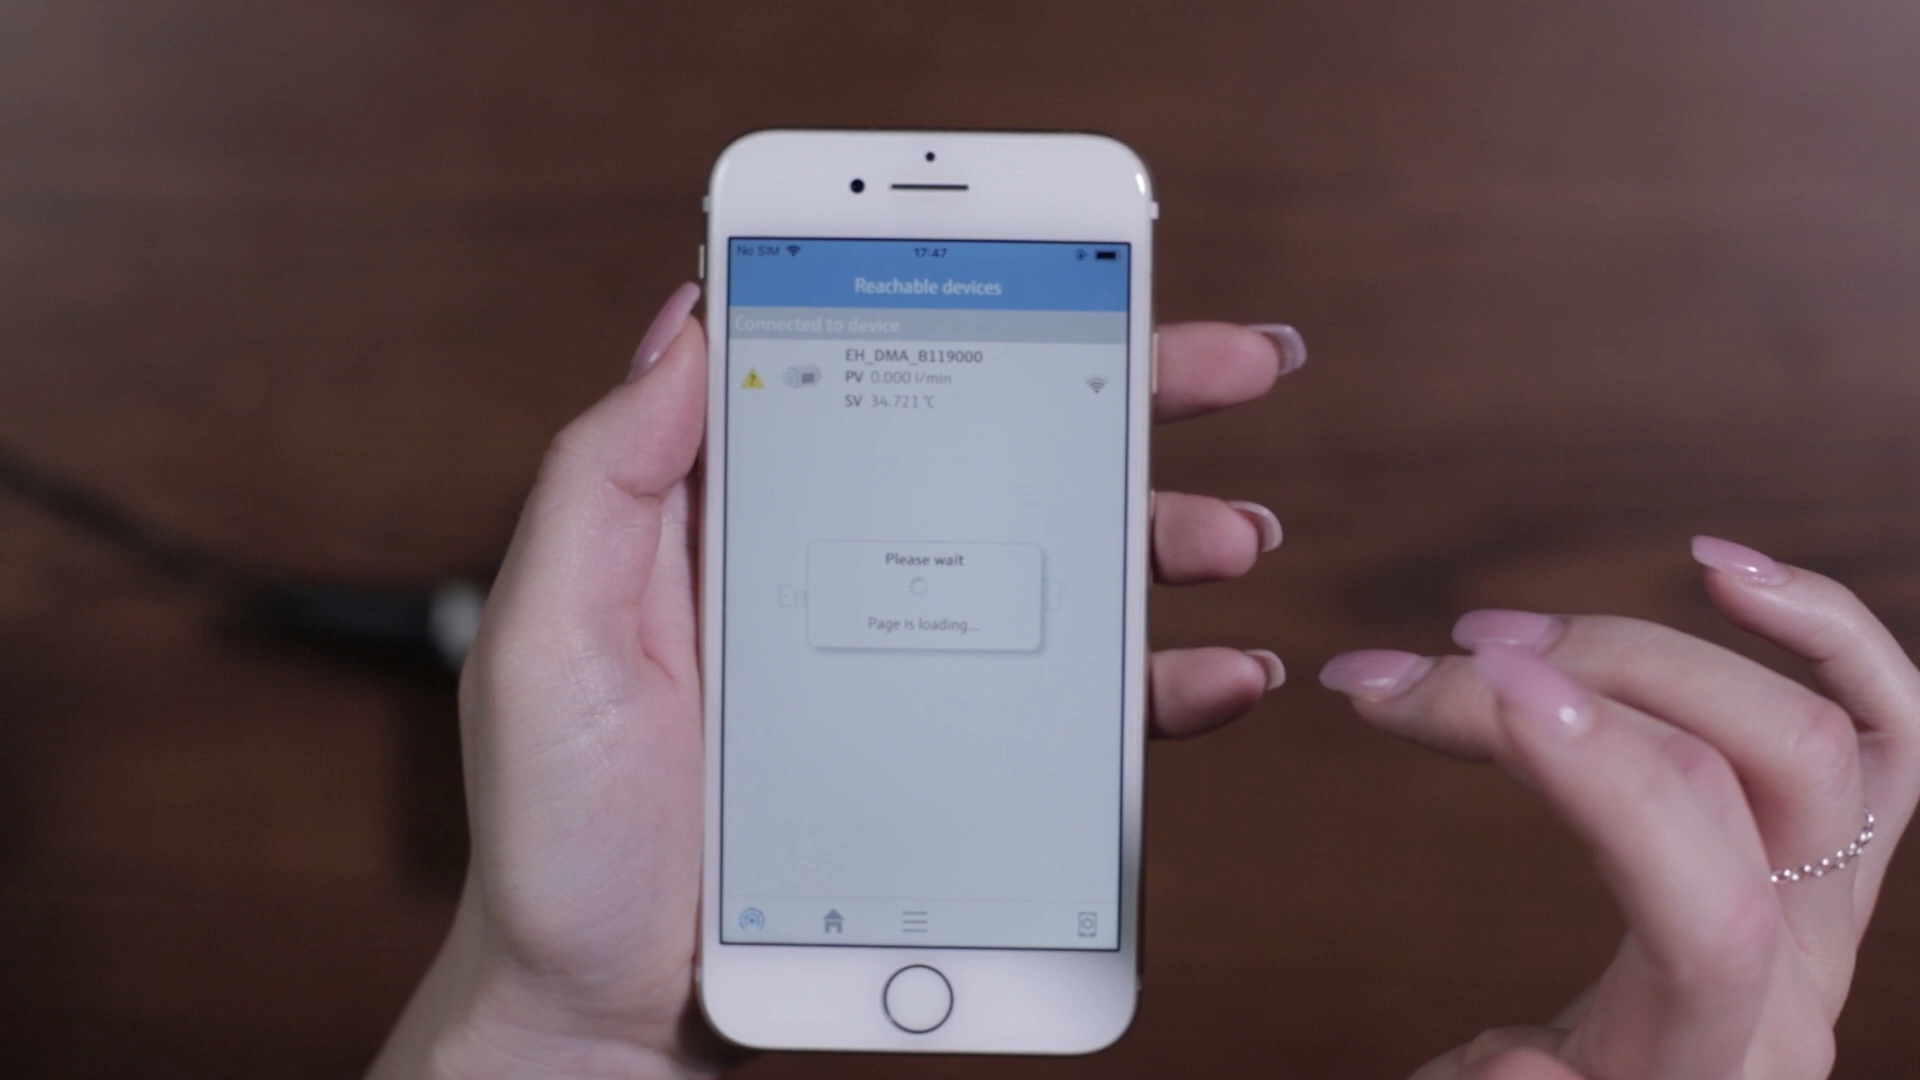 No SIM 17:47
Reachable devices
Connected to device
EH_DMA_B119000
PV 0.000 l/min
SV 34.721 °C
Please wait
En
Page is loading...